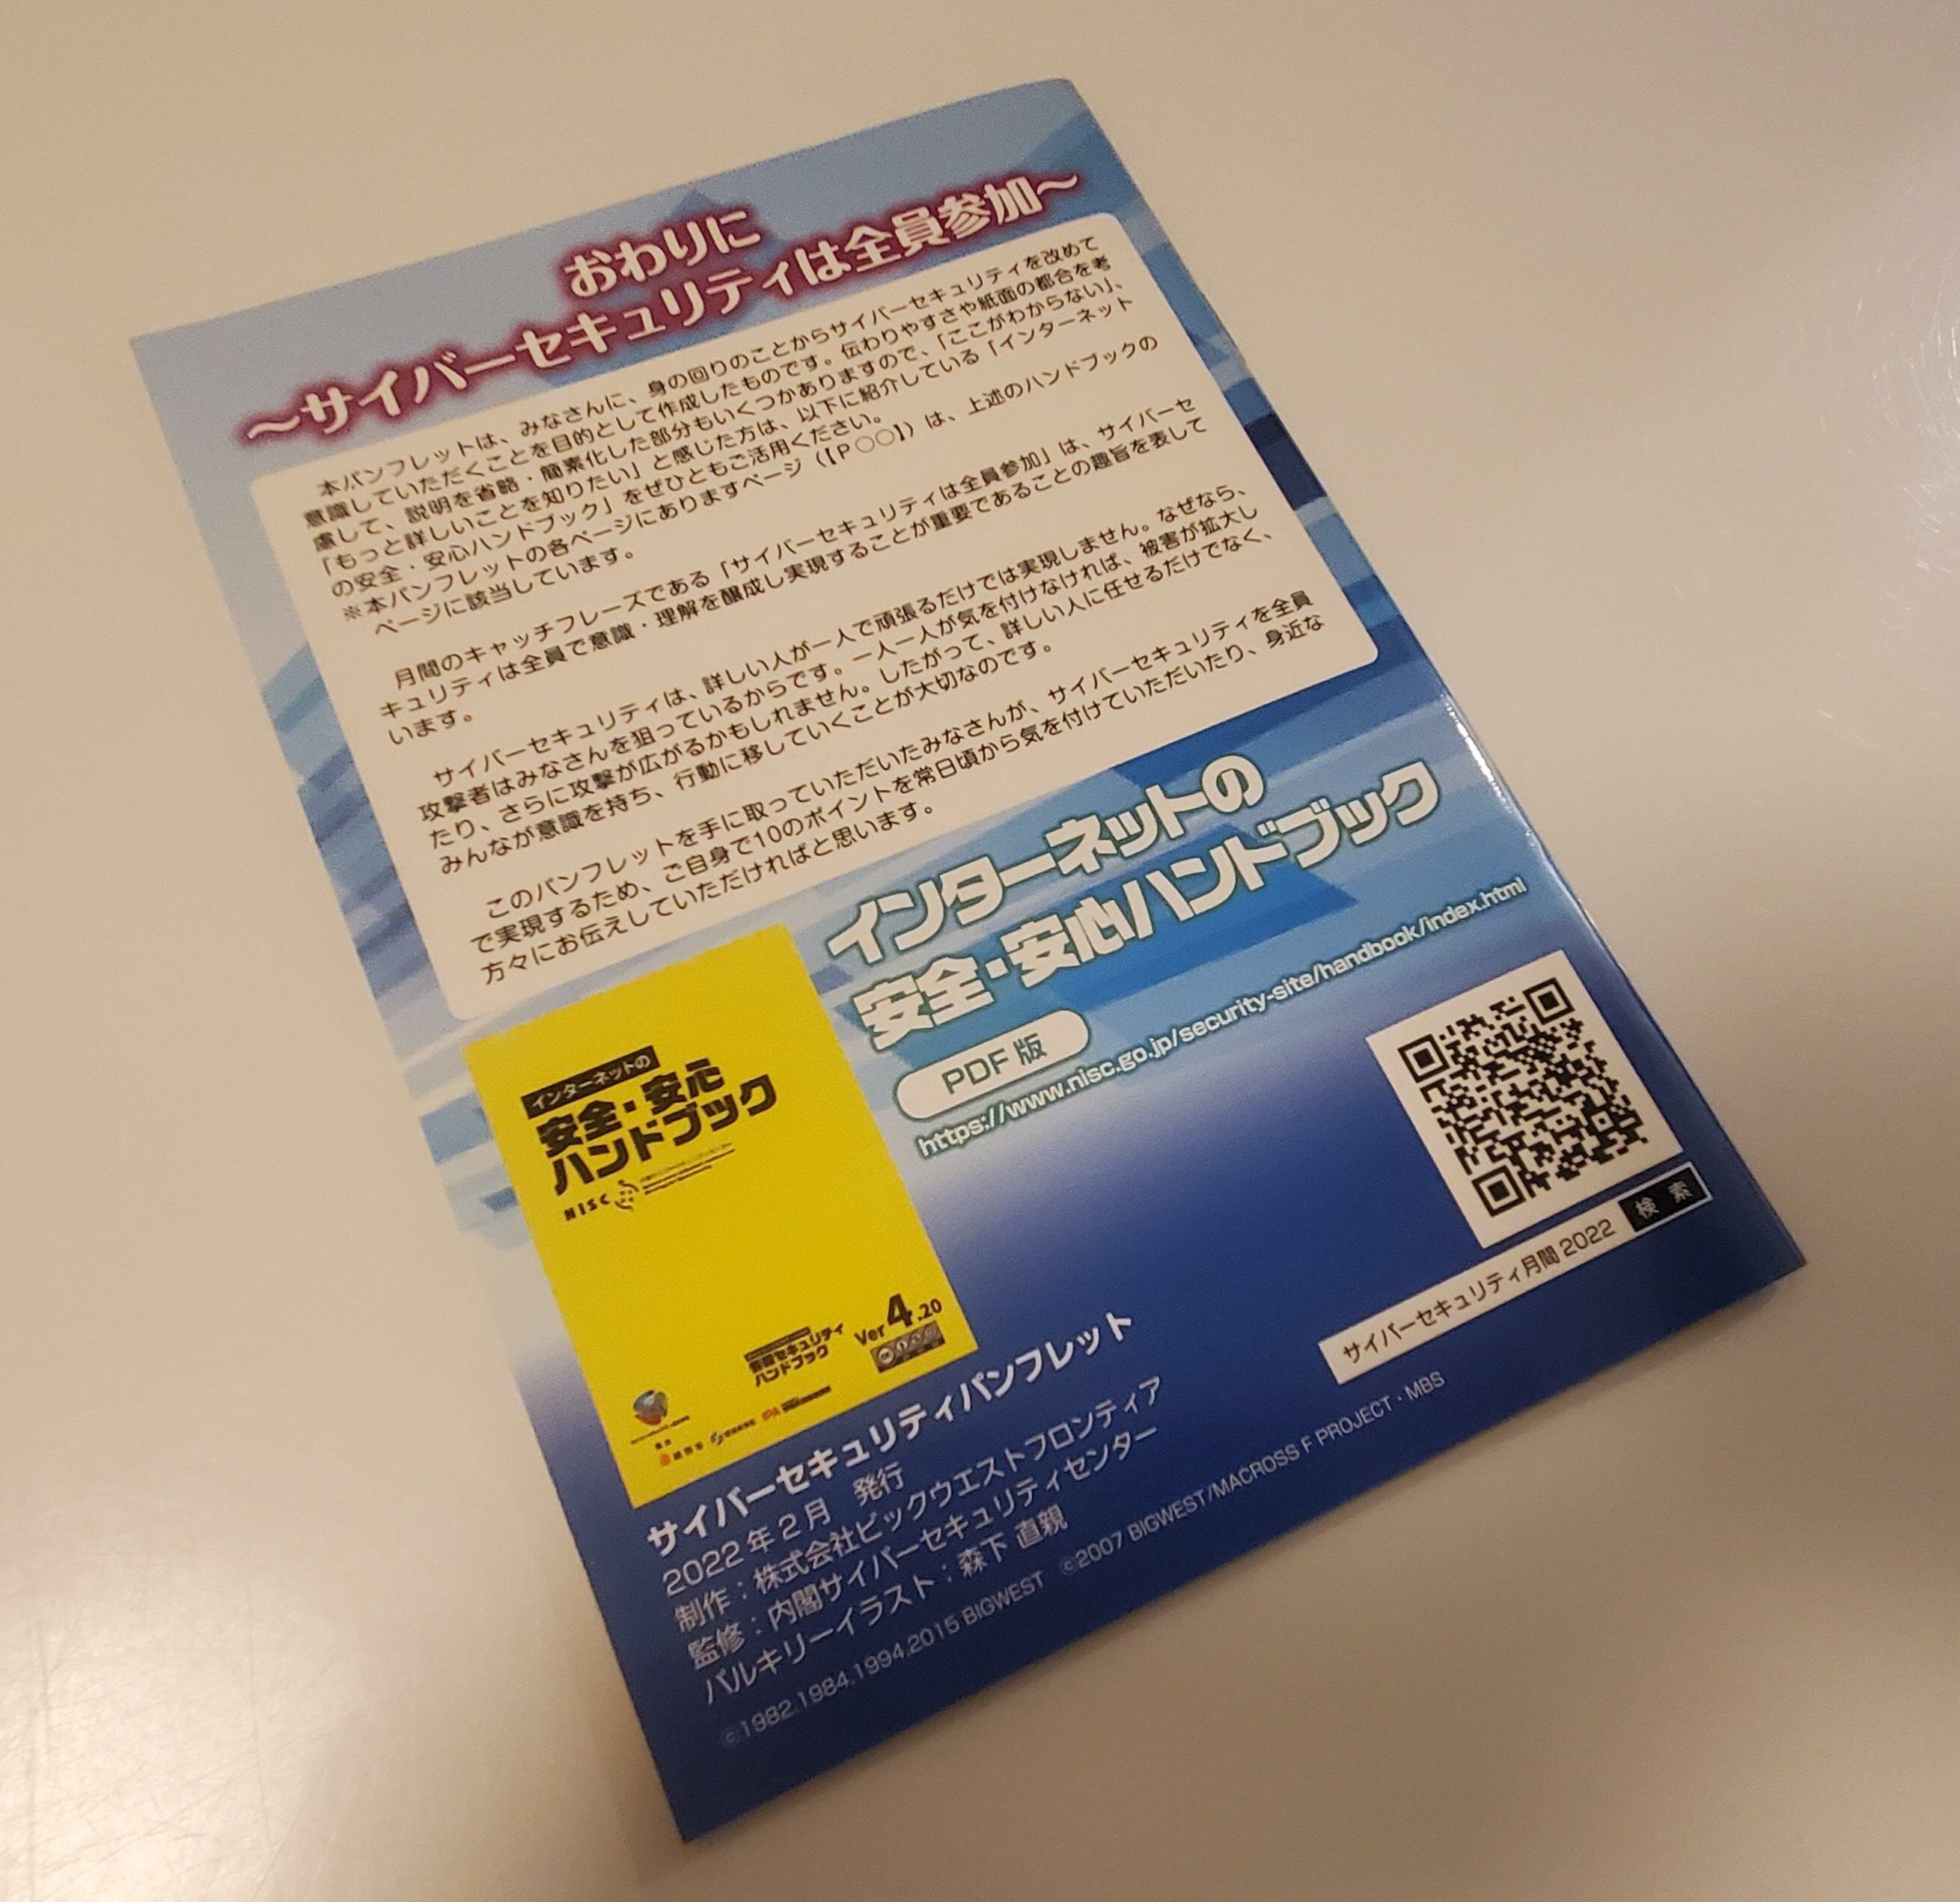 おわりに
～サイバーセキュリティは全員参加～
本パンフレットは、みなさんに、身の回りのことからサイバーセキュリティを改めて
意識していただくことを目的として作成したものです。伝わりやすさや紙面の都合を考
慮して、説明を省略・簡素化した部分もいくつかありますので、「ここがわからない」、
「もっと詳しいことを知りたい」と感じた方は、以下に紹介している「インターネット
の安全・安心ハンドブック」をぜひともご活用ください。
※本パンフレットの各ページにありますページ（【P○○】）は、上述のハンドブックの
ページに該当しています。
月間のキャッチフレーズである「サイバーセキュリティは全員参加」は、サイバーセ
キュリティは全員で意識・理解を醸成し実現することが重要であることの趣旨を表して
います。
サイバーセキュリティは、詳しい人が一人で頑張るだけでは実現しません。なぜなら、
攻撃者はみなさんを狙っているからです。一人一人が気を付けなければ、被害が拡大し
たり、さらに攻撃が広がるかもしれません。したがって、詳しい人に任せるだけでなく、
みんなが意識を持ち、行動に移していくことが大切なのです。
このパンフレットを手に取っていただいたみなさんが、サイバーセキュリティを全員
で実現するため、ご自身で10のポイントを常日頃から気を付けていただいたり、身近な
方々にお伝えしていただければと思います。
インターネットの
安全・安心ハンドブック
PDF 版
https://www.nisc.go.jp/security-site/handbook/index.html
インターネットの
安全・安心
ハンドブック
NISC
Ver 4.20
情報セキュリティ
ハンドブック
IPA
サイバーセキュリティ月間 2022 検 索
サイバーセキュリティパンフレット
2022 年 2 月 発行
制作：株式会社ビックウエストフロンティア
監修：内閣サイバーセキュリティセンター
バルキリーイラスト：森下 直親
©1982,1984,1994,2015 BIGWEST ©2007 BIGWEST/MACROSS F PROJECT・MBS